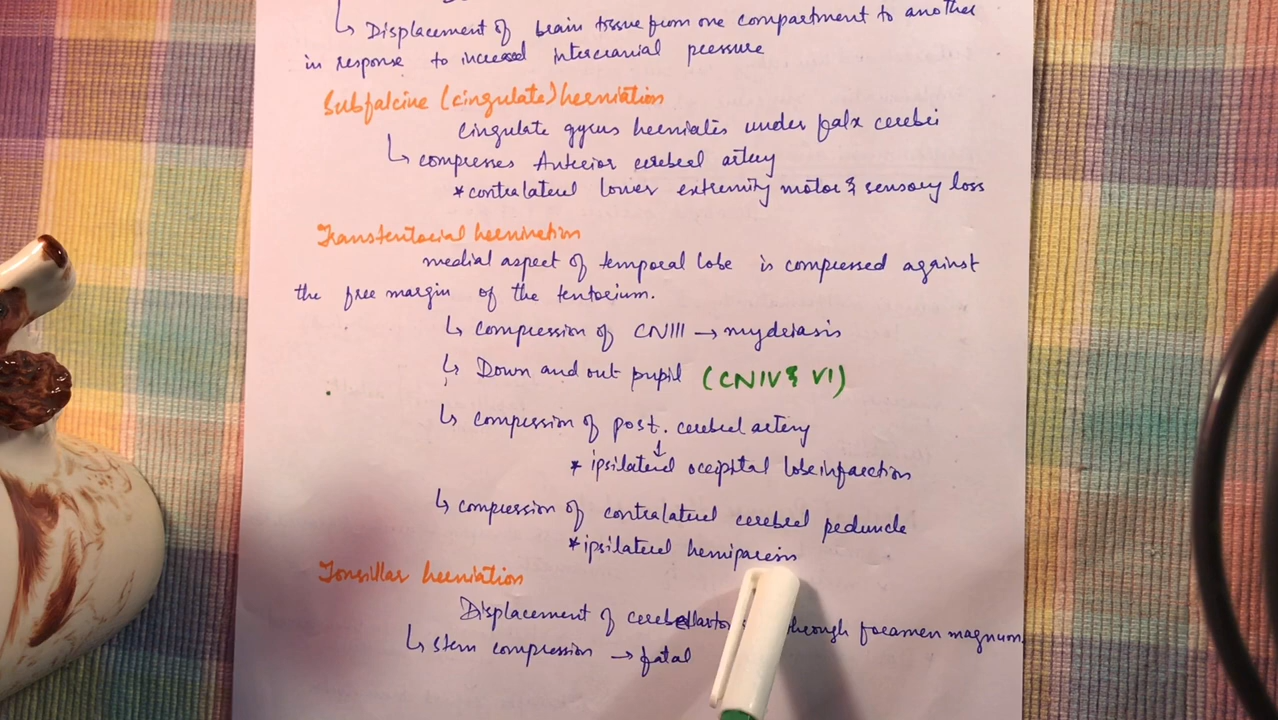 ↳ Displacement of brain tissue from one compartment to another
in response to increased intercranial pressure
Subfalcine (cingulate) herniation
cingulate gyrus herniates under falx cerebri
↳ compresses Anterior cerebral artery
* contralateral lower extremity motor & sensory loss
Transtentorial herniation
medial aspect of temporal lobe is compressed against
the free margin of the tentorium.
↳ compression of CNIII → mydriasis
↳ Down and out pupil (CNIV & VI)
↳ compression of post. cerebral artery
↓
* ipsilateral occipital lobe infarction
↳ compression of contralateral cerebral peduncle
* ipsilateral hemiparesis
Tonsillar herniation
Displacement of cerebellar through foramen magnum.
↳ stem compression → fatal